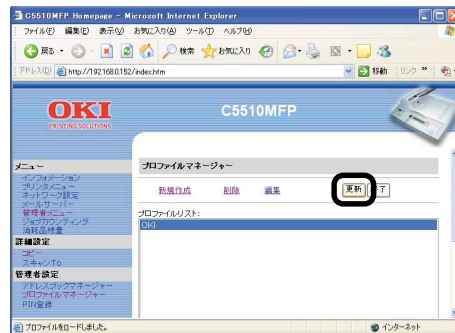 C5510MFP Homepage - Microsoft Internet Explorer
ファイル(F) 編集(E) 表示(V) お気に入り(A) ツール(T) ヘルプ(H)
戻る 検索 お気に入り
アドレス(D) http://192.168.0.152/index.htm 移動 リンク »
OKI
PRINTING SOLUTIONS
C5510MFP
メニュー
インフォメーション
プリンタメニュー
ネットワーク設定
メールサーバー
管理者メニュー
ジョブカウンティング
消耗品残量
詳細設定
コピー
スキャンTo
管理者設定
アドレスブックマネージャー
プロファイルマネージャー
PIN登録
プロファイルマネージャー
新規作成 削除 編集 更新 了
プロファイルリスト:
OKI
プロファイルをロードしました。 インターネット